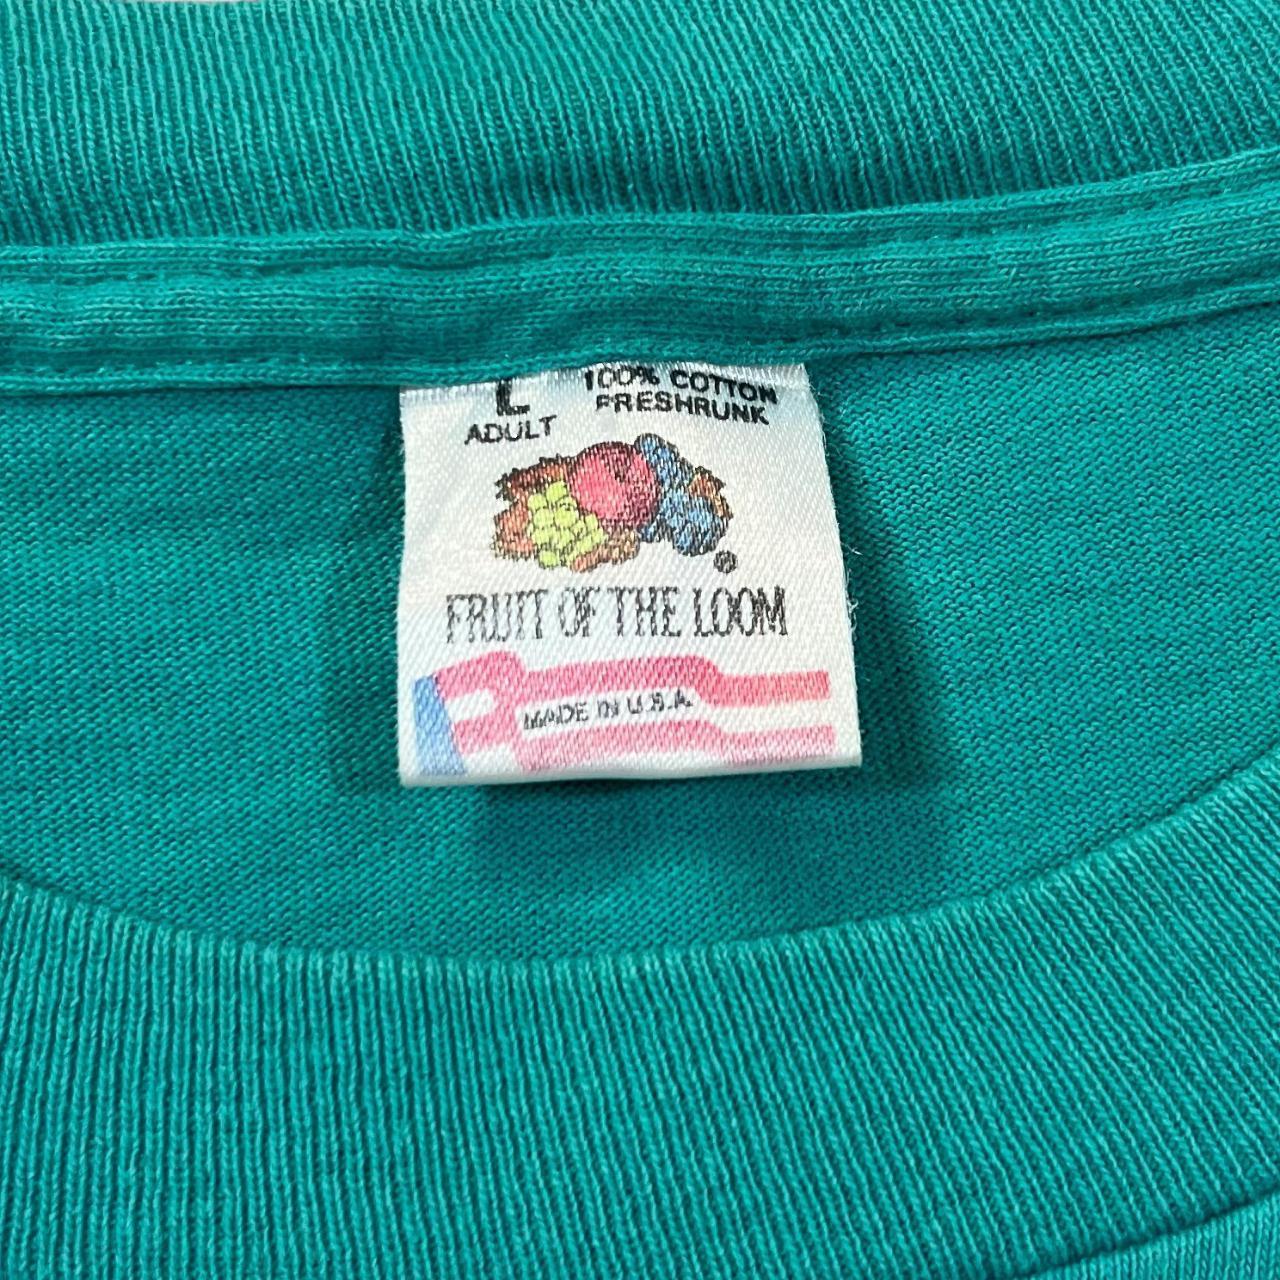 L 100% COTTON
ADULT PRESHRUNK
®
FRUIT OF THE LOOM
MADE IN U.S.A.